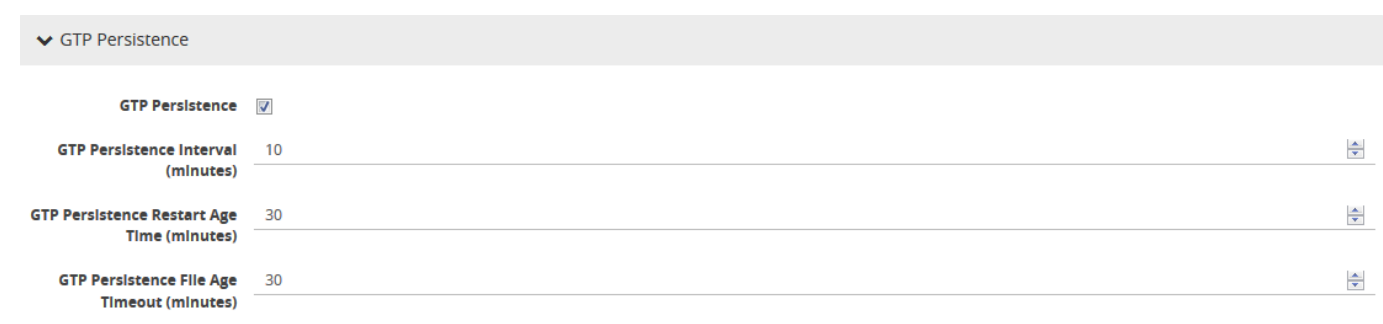 GTP Persistence
GTP Persistence
GTP Persistence Interval 10
(minutes)
GTP Persistence Restart Age 30
Time (minutes)
GTP Persistence File Age 30
Timeout (minutes)